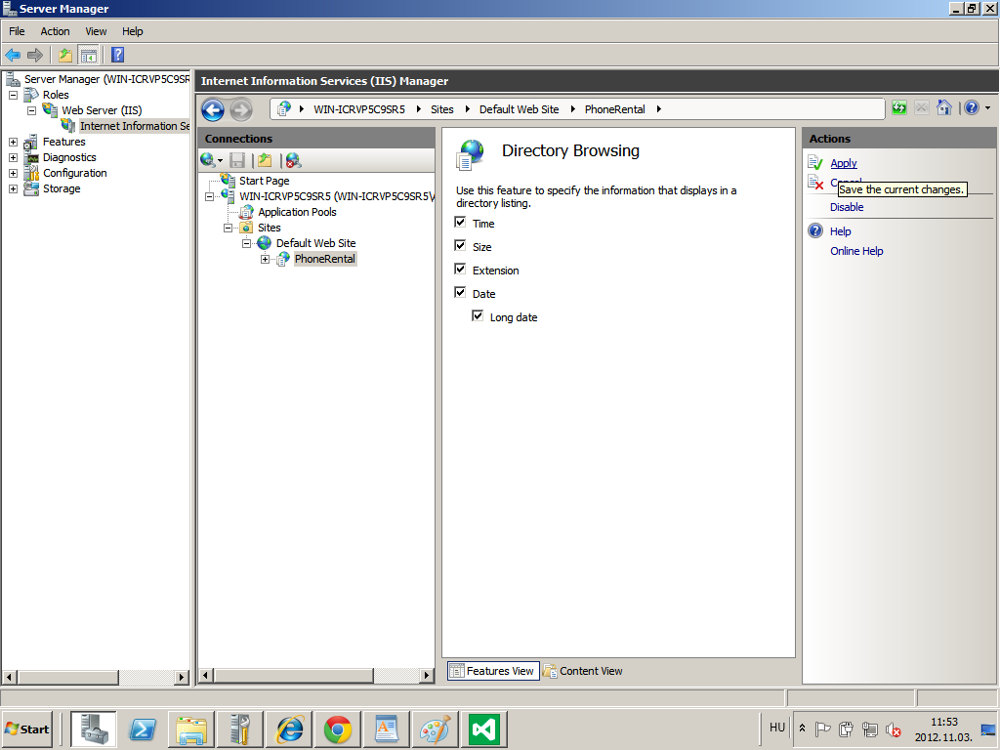 Server Manager
File Action View Help
Server Manager (WIN-ICRVP5C9SR
Roles
Web Server (IIS)
Internet Information Se
Features
Diagnostics
Configuration
Storage
Internet Information Services (IIS) Manager
WIN-ICRVP5C9SR5 Sites Default Web Site PhoneRental
Connections
Start Page
WIN-ICRVP5C9SR5 (WIN-ICRVP5C9SR5\
Application Pools
Sites
Default Web Site
PhoneRental
Directory Browsing
Use this feature to specify the information that displays in a
directory listing.
Time
Size
Extension
Date
Long date
Features View
Content View
Actions
Apply
Cancel
Save the current changes.
Disable
Help
Online Help
Start
HU
11:53
2012.11.03.